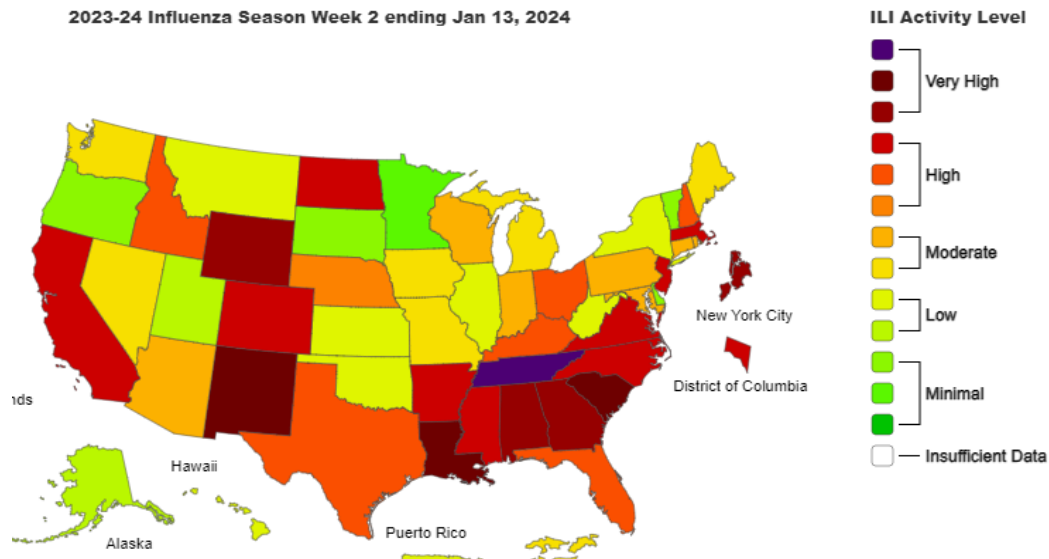 2023-24 Influenza Season Week 2 ending Jan 13, 2024
ILI Activity Level
Very High
High
Moderate
Low
Minimal
Insufficient Data
New York City
District of Columbia
nds
Hawaii
Alaska
Puerto Rico